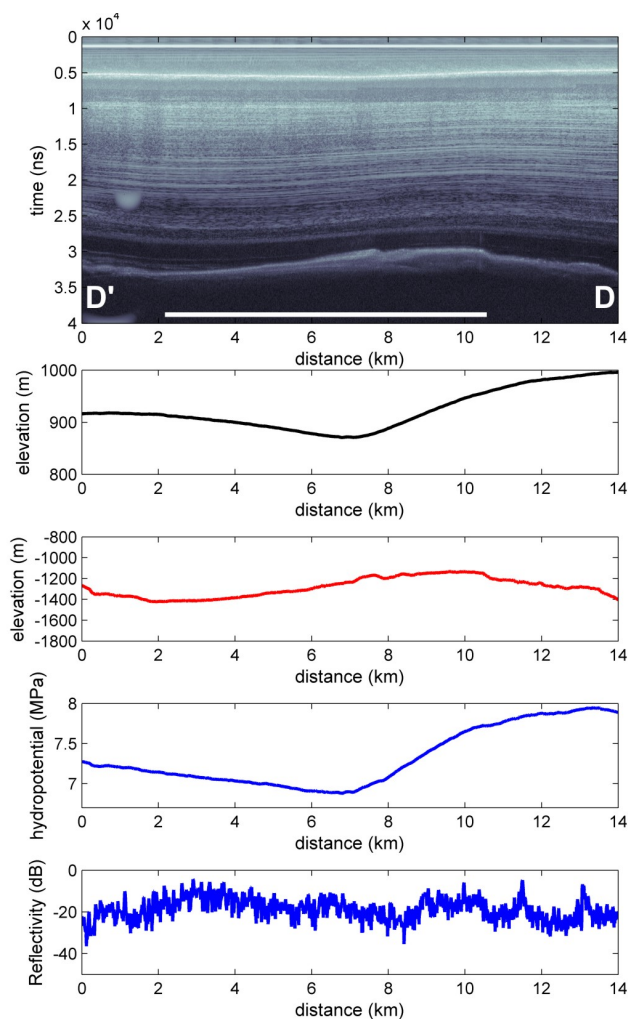 x 10⁴
0
0.5
1
1.5
2
2.5
3
3.5
4
time (ns)
D' D
0 2 4 6 8 10 12 14
distance (km)
1000
900
800
elevation (m)
0 2 4 6 8 10 12 14
distance (km)
-800
-1000
-1200
-1400
-1600
-1800
elevation (m)
0 2 4 6 8 10 12 14
distance (km)
8
7.5
7
hydropotential (MPa)
0 2 4 6 8 10 12 14
distance (km)
0
-20
-40
Reflectivity (dB)
0 2 4 6 8 10 12 14
distance (km)